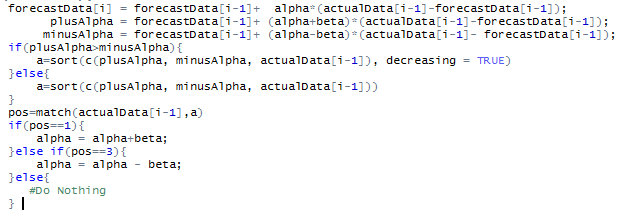 forecastData[i] = forecastData[i-1]+  alpha*(actualData[i-1]-forecastData[i-1]);
      plusAlpha = forecastData[i-1]+ (alpha+beta)*(actualData[i-1]-forecastData[i-1]);
     minusAlpha = forecastData[i-1]+ (alpha-beta)*(actualData[i-1]- forecastData[i-1]);
if(plusAlpha>minusAlpha){
    a=sort(c(plusAlpha, minusAlpha, actualData[i-1]), decreasing = TRUE)
}else{
    a=sort(c(plusAlpha, minusAlpha, actualData[i-1]))
}
pos=match(actualData[i-1],a)
if(pos==1){
    alpha = alpha+beta;
}else if(pos==3){
    alpha = alpha - beta;
}else{
   #Do Nothing
}